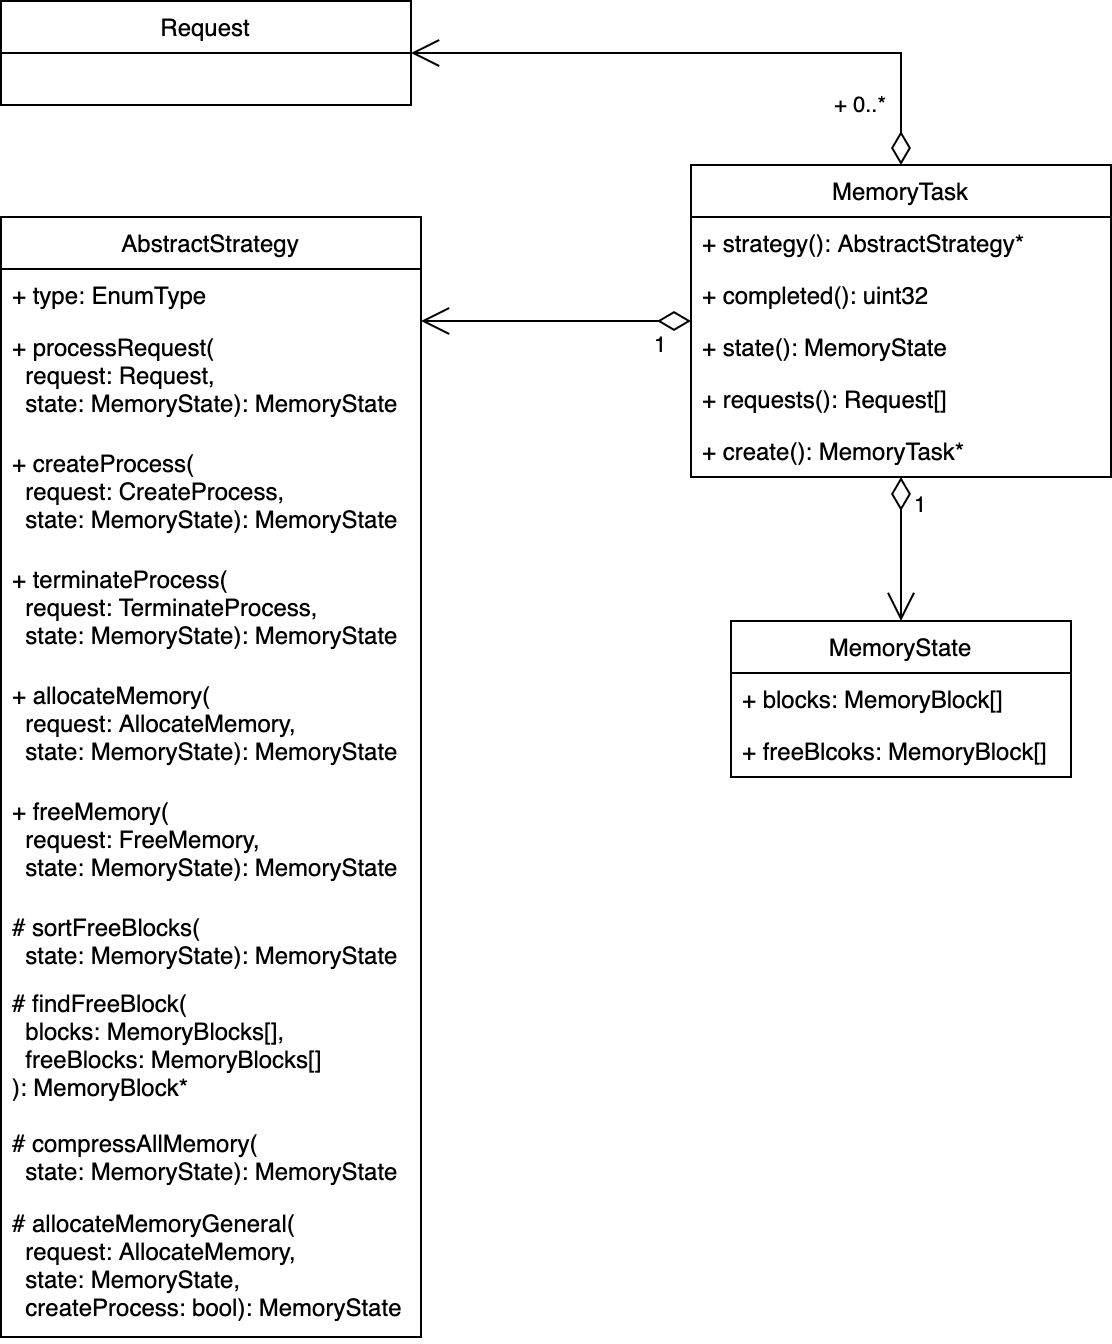 Request
+ 0..*
MemoryTask
+ strategy(): AbstractStrategy*
+ completed(): uint32
+ state(): MemoryState
+ requests(): Request[]
+ create(): MemoryTask*
1
1
AbstractStrategy
+ type: EnumType
+ processRequest(
request: Request,
state: MemoryState): MemoryState
+ createProcess(
request: CreateProcess,
state: MemoryState): MemoryState
+ terminateProcess(
request: TerminateProcess,
state: MemoryState): MemoryState
+ allocateMemory(
request: AllocateMemory,
state: MemoryState): MemoryState
+ freeMemory(
request: FreeMemory,
state: MemoryState): MemoryState
# sortFreeBlocks(
state: MemoryState): MemoryState
# findFreeBlock(
blocks: MemoryBlocks[],
freeBlocks: MemoryBlocks[]
): MemoryBlock*
# compressAllMemory(
state: MemoryState): MemoryState
# allocateMemoryGeneral(
request: AllocateMemory,
state: MemoryState,
createProcess: bool): MemoryState
MemoryState
+ blocks: MemoryBlock[]
+ freeBlcoks: MemoryBlock[]